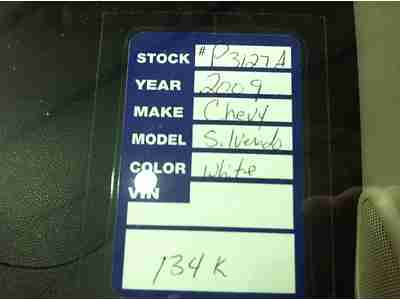 STOCK # P3127A
YEAR 2009
MAKE Chevy
MODEL Silverado
COLOR White
VIN
134K